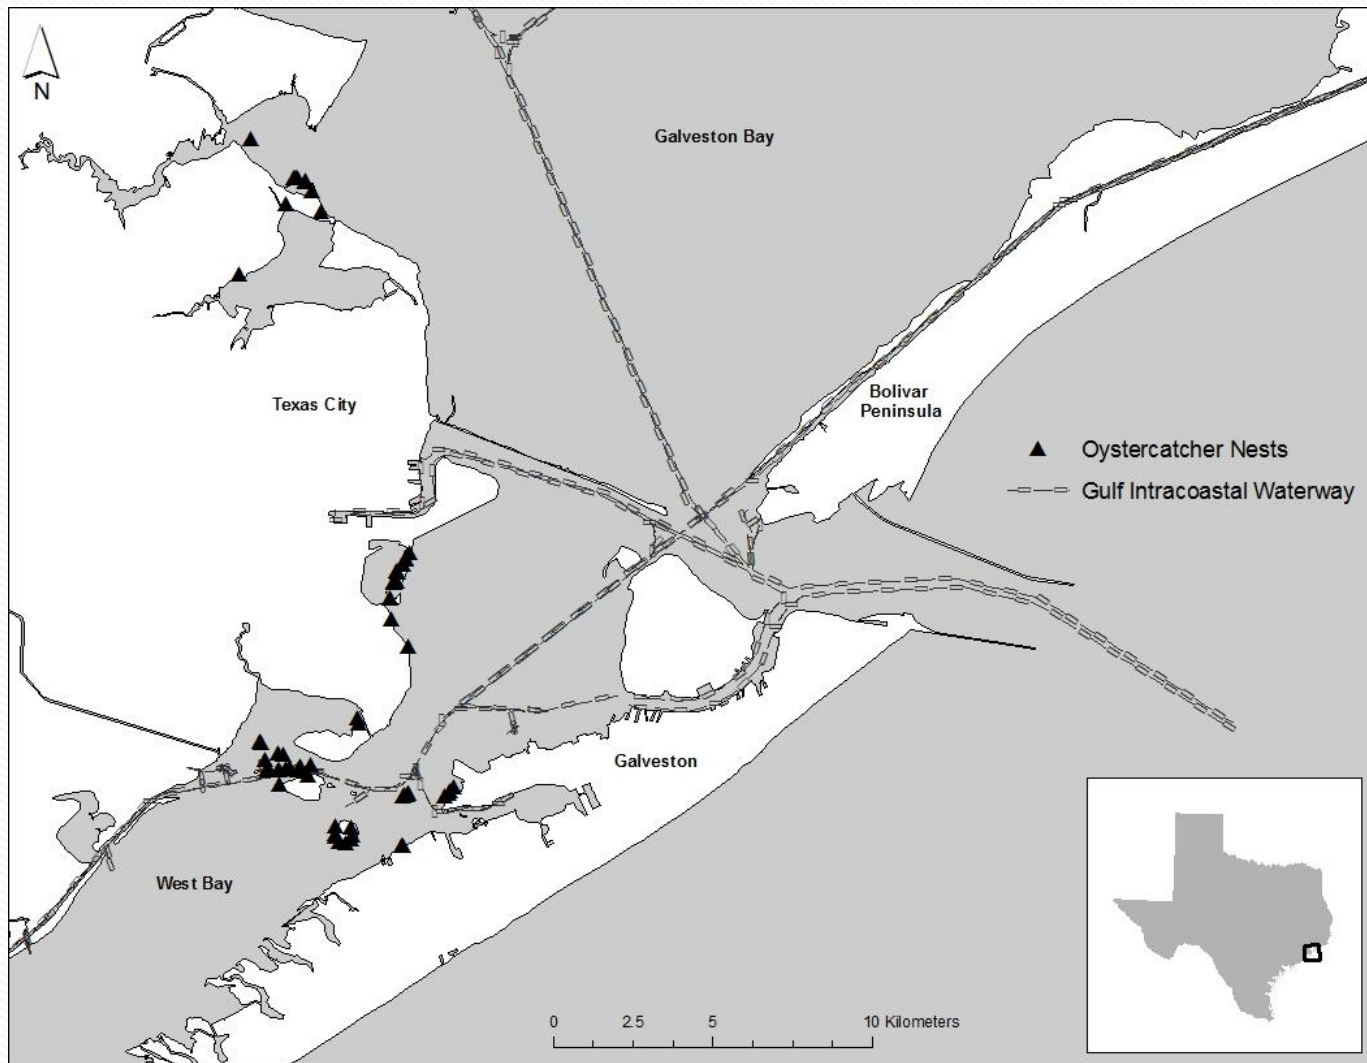 N
Galveston Bay
Texas City
Bolivar
Peninsula
Oystercatcher Nests
Gulf Intracoastal Waterway
Galveston
West Bay
0 2.5 5 10 Kilometers